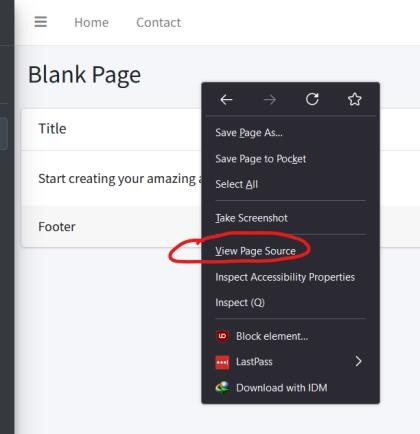 Home Contact
Blank Page
Title
Start creating your amazing a
Footer
Save Page As...
Save Page to Pocket
Select All
Take Screenshot
View Page Source
Inspect Accessibility Properties
Inspect (Q)
Block element...
LastPass
Download with IDM